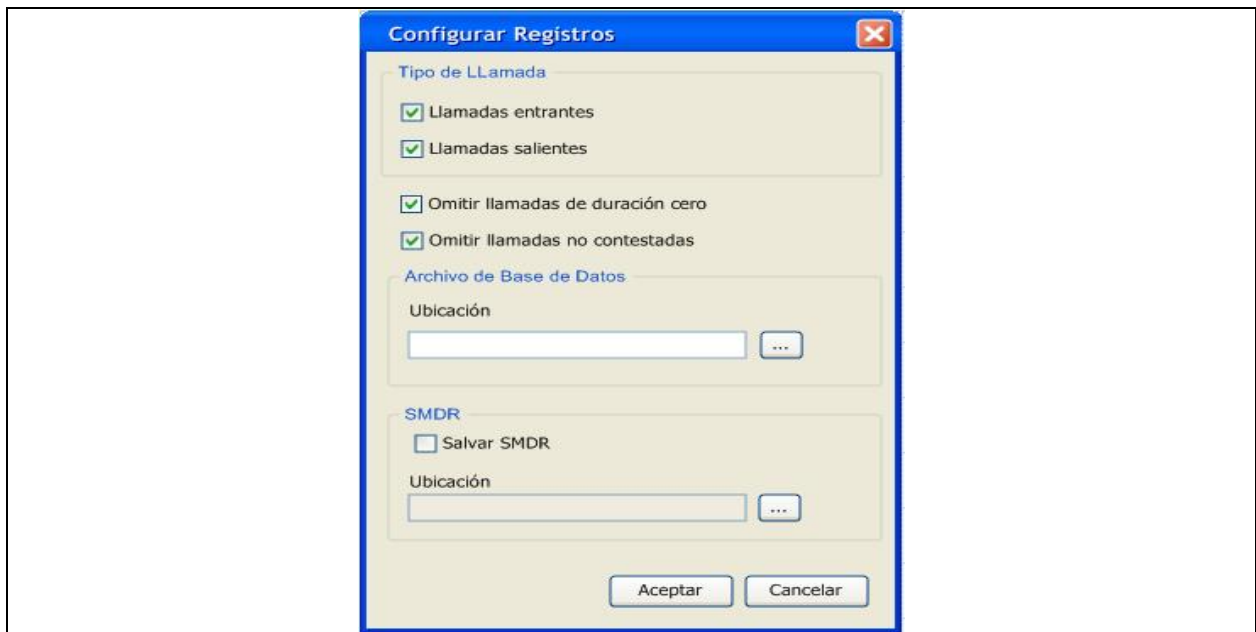 Configurar Registros
Tipo de LLamada
Llamadas entrantes
Llamadas salientes
Omitir llamadas de duración cero
Omitir llamadas no contestadas
Archivo de Base de Datos
Ubicación
...
SMDR
Salvar SMDR
Ubicación
...
Aceptar Cancelar